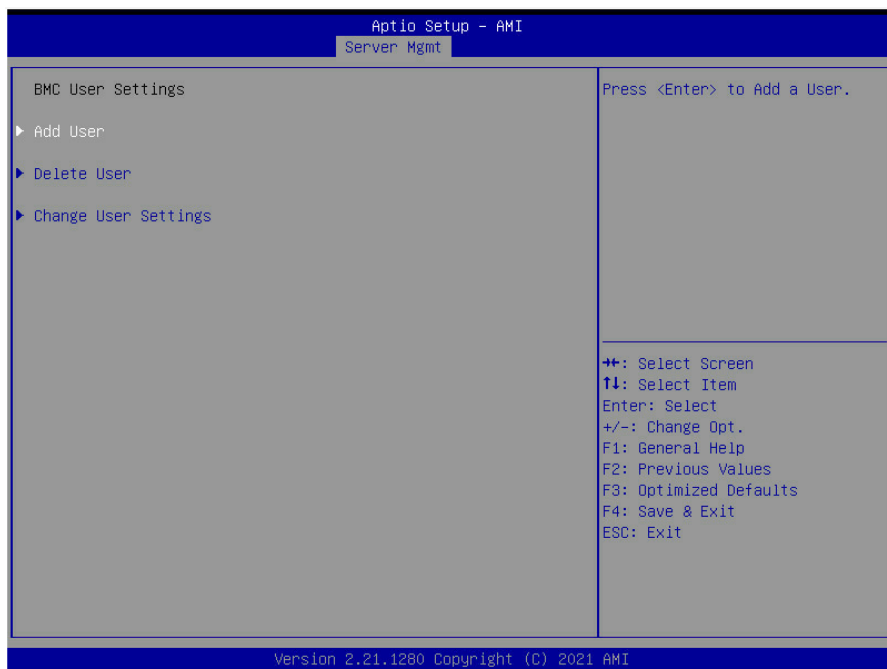 Aptio Setup – AMI
Server Mgmt
BMC User Settings
Add User
Delete User
Change User Settings
Press <Enter> to Add a User.
→←: Select Screen
↑↓: Select Item
Enter: Select
+/-: Change Opt.
F1: General Help
F2: Previous Values
F3: Optimized Defaults
F4: Save & Exit
ESC: Exit
Version 2.21.1280 Copyright (C) 2021 AMI